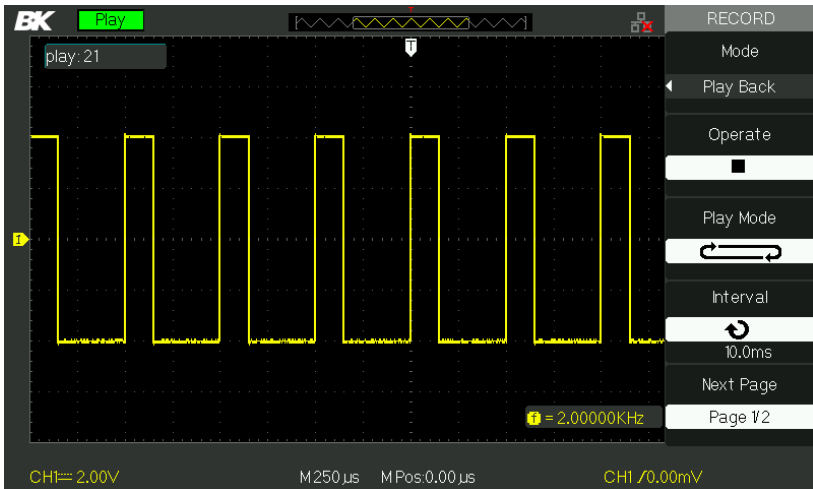 BK Play T RECORD
play: 21 T Mode
Play Back
Operate
Play Mode
1
Interval
10.0ms
Next Page
f = 2.00000KHz Page 1/2
CH1 2.00V M 250 µs M Pos:0.00 µs CH1 / 0.00mV